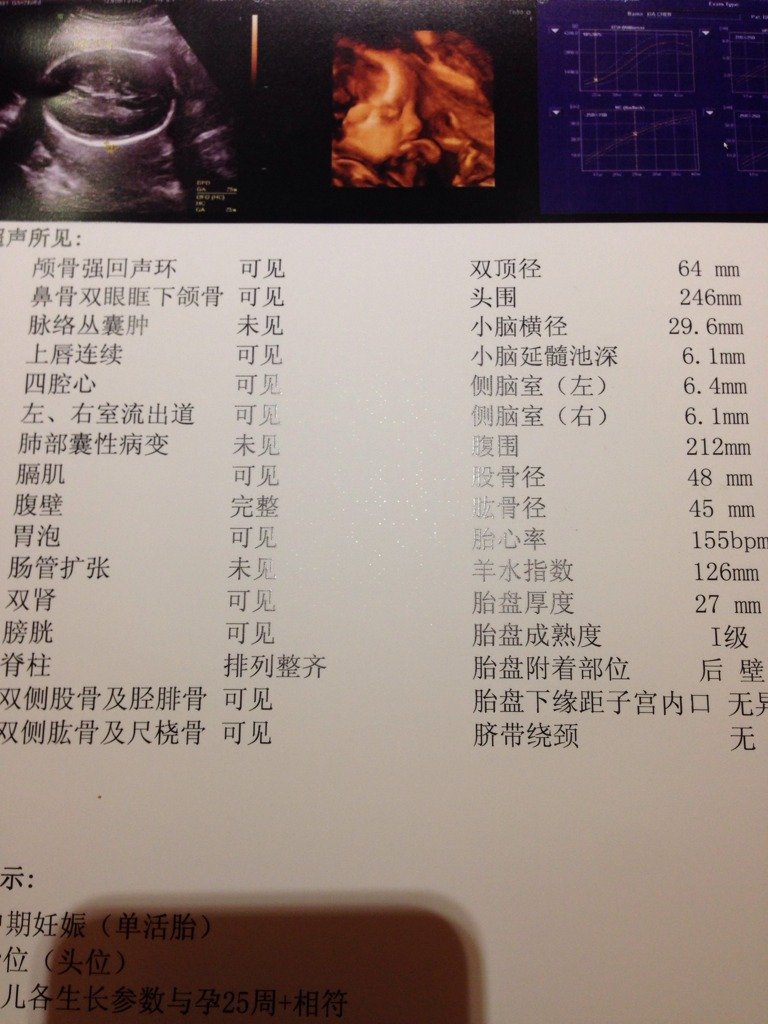 超声所见:
颅骨强回声环 可见 双顶径 64 mm
鼻骨双眼眶下颌骨 可见 头围 246mm
脉络丛囊肿 未见 小脑横径 29.6mm
上唇连续 可见 小脑延髓池深 6.1mm
四腔心 可见 侧脑室（左） 6.4mm
左、右室流出道 可见 侧脑室（右） 6.1mm
肺部囊性病变 未见 腹围 212mm
膈肌 可见 股骨径 48 mm
腹壁 完整 肱骨径 45 mm
胃泡 可见 胎心率 155bpm
肠管扩张 未见 羊水指数 126mm
双肾 可见 胎盘厚度 27 mm
膀胱 可见 胎盘成熟度 I级
脊柱 排列整齐 胎盘附着部位 后 壁
双侧股骨及胫腓骨 可见 胎盘下缘距子宫内口 无异
双侧肱骨及尺桡骨 可见 脐带绕颈 无
示:
期妊娠（单活胎）
位（头位）
儿各生长参数与孕25周+相符